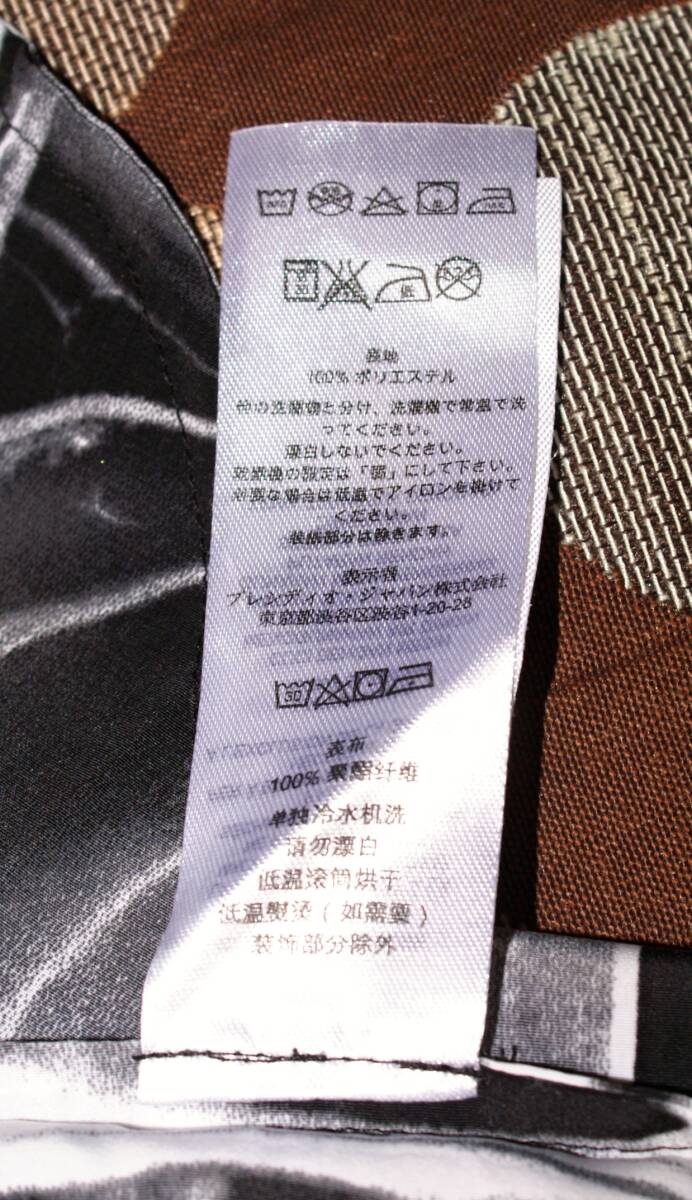 表地
100% ポリエステル
他の洗濯物と分け、洗濯機で常温で洗
ってください。
漂白しないでください。
乾燥機の設定は「弱」にして下さい。
必要な場合は低温でアイロンを掛けて
ください。
装飾部分は除きます。
表示者
ブレンディオ・ジャパン株式会社
東京都渋谷区渋谷1-20-28
30
表布
100% 聚酯纤维
单独冷水机洗
请勿漂白
低温滚筒烘干
低温熨烫（如需要）
装饰部分除外